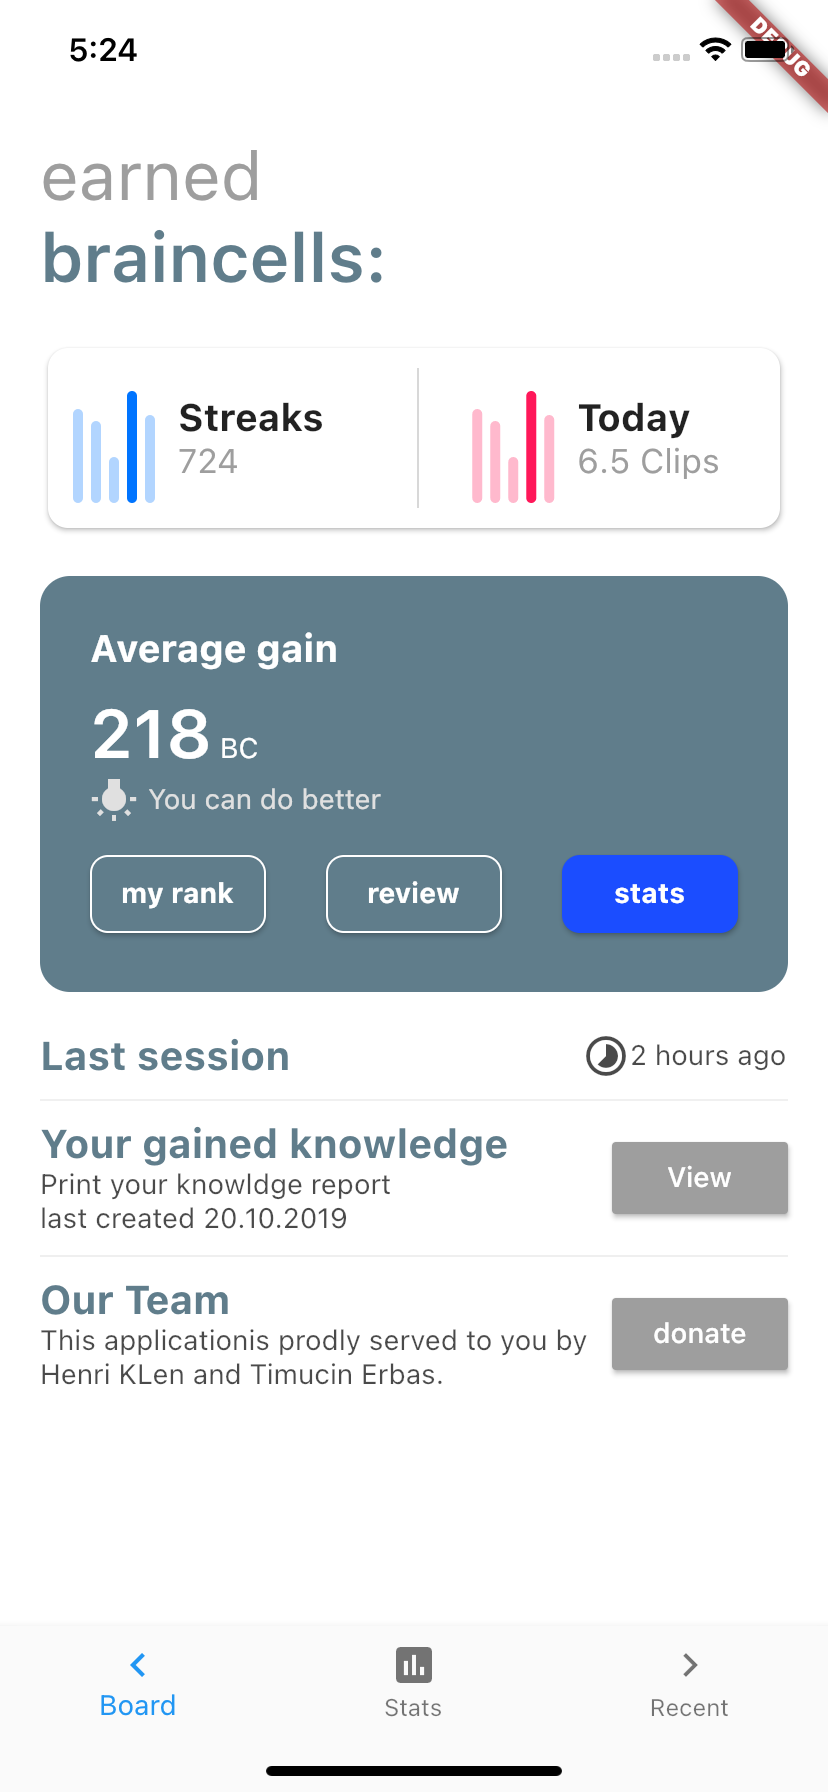 5:24
DEBUG
earned
braincells:
Streaks
724
Today
6.5 Clips
Average gain
218 BC
You can do better
my rank
review
stats
Last session
2 hours ago
Your gained knowledge
Print your knowldge report
last created 20.10.2019
View
Our Team
This applicationis prodly served to you by
Henri KLen and Timucin Erbas.
donate
Board
Stats
Recent